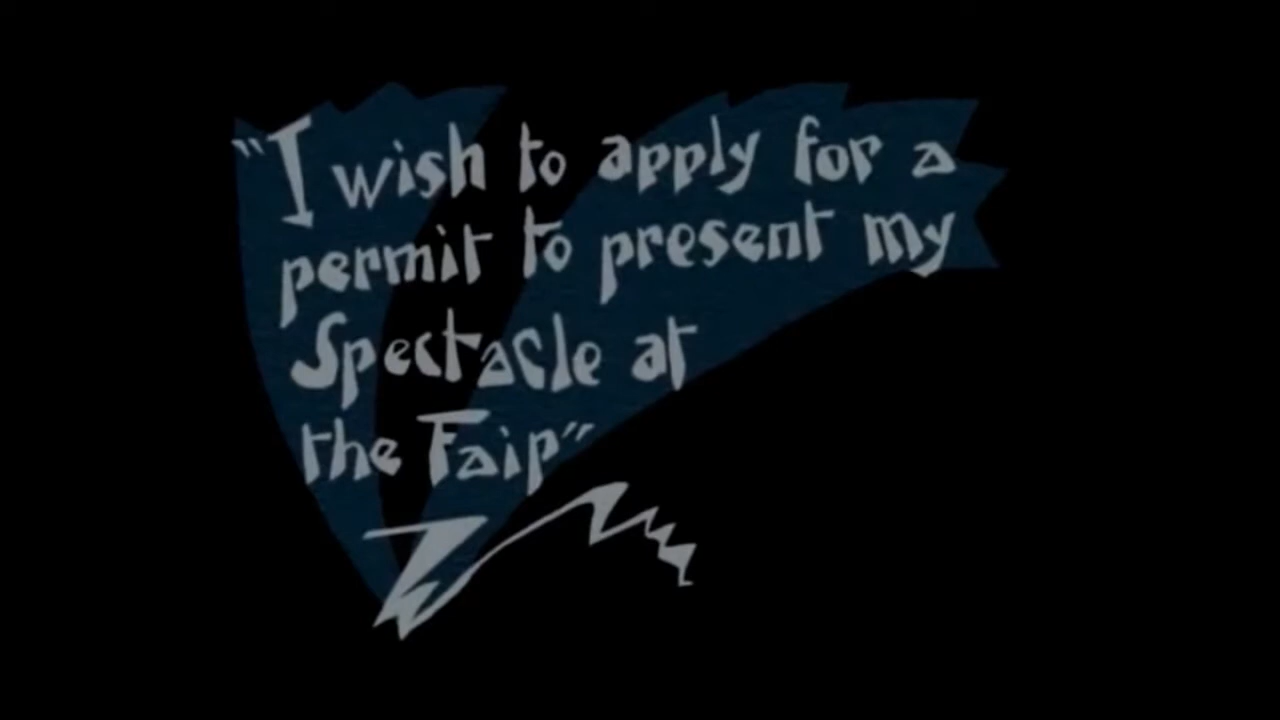 "I wish to apply for a
permit to present my
Spectacle at
the Fair"